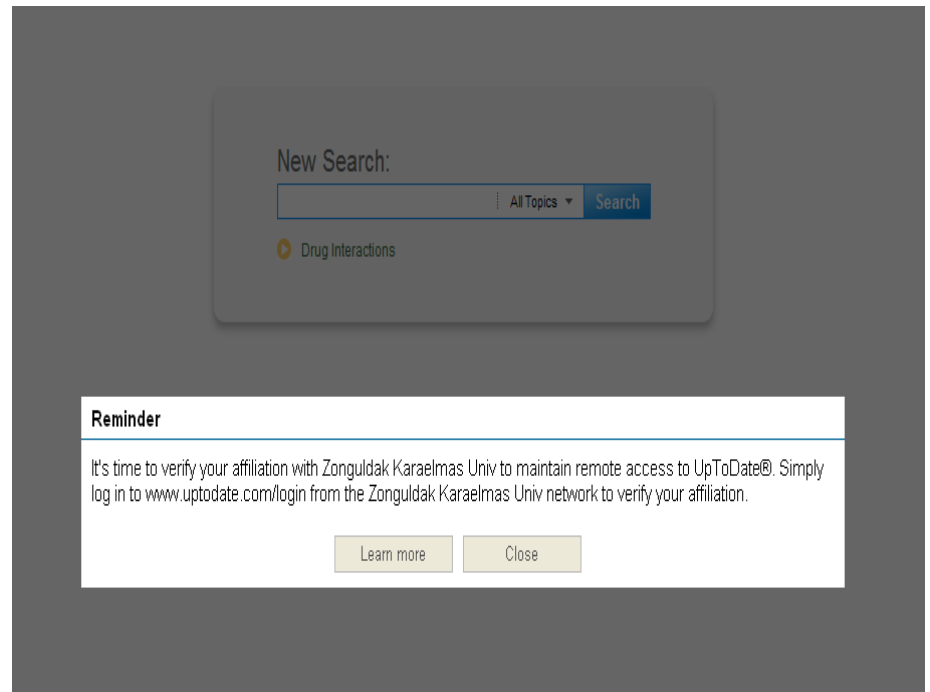 New Search:
All Topics
Search
Drug Interactions
Reminder
It's time to verify your affiliation with Zonguldak Karaelmas Univ to maintain remote access to UpToDate®. Simply
log in to www.uptodate.com/login from the Zonguldak Karaelmas Univ network to verify your affiliation.
Learn more
Close